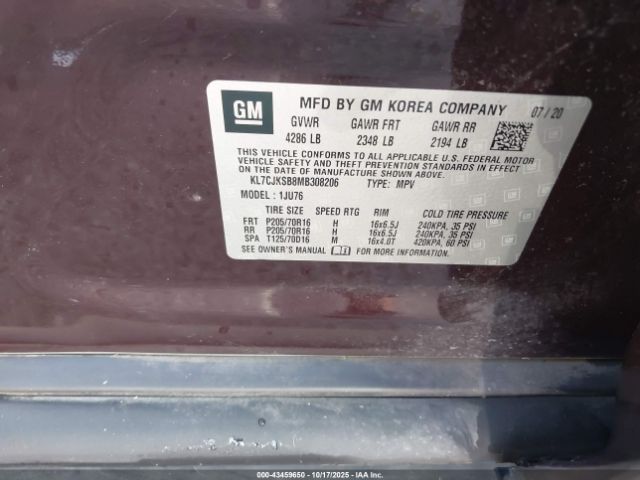 GM
MFD BY GM KOREA COMPANY 07/20
GVWR GAWR FRT GAWR RR
4286 LB 2348 LB 2194 LB
THIS VEHICLE CONFORMS TO ALL APPLICABLE U.S. FEDERAL MOTOR
VEHICLE SAFETY AND THEFT PREVENTION STANDARDS IN EFFECT
ON THE DATE OF MANUFACTURE SHOWN ABOVE.
KL7CJKSB8MB308206 TYPE: MPV
MODEL: 1JU76
TIRE SIZE SPEED RTG RIM COLD TIRE PRESSURE
FRT P205/70R16 H 16x6.5J 240KPA, 35 PSI
RR P205/70R16 H 16x6.5J 240KPA, 35 PSI
SPA T125/70D16 M 16x4.0T 420KPA, 60 PSI
SEE OWNER'S MANUAL FOR MORE INFORMATION.
000-43459650 | 10/17/2025 | COPYRIGHT © IAA, LLC